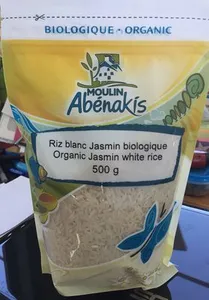 BIOLOGIQUE - ORGANIC
MOULIN
Abénakis
Riz blanc Jasmin biologique
Organic Jasmin white rice
500 g